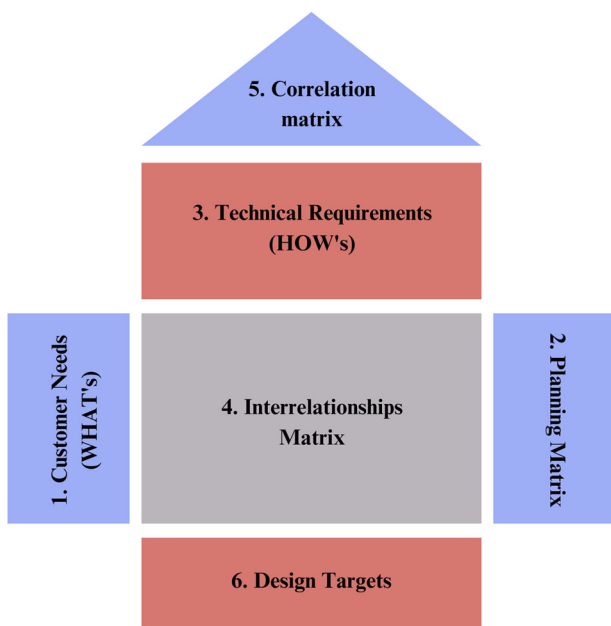 5. Correlation
matrix
3. Technical Requirements
(HOW's)
1. Customer Needs
(WHAT's)
4. Interrelationships
Matrix
2. Planning Matrix
6. Design Targets